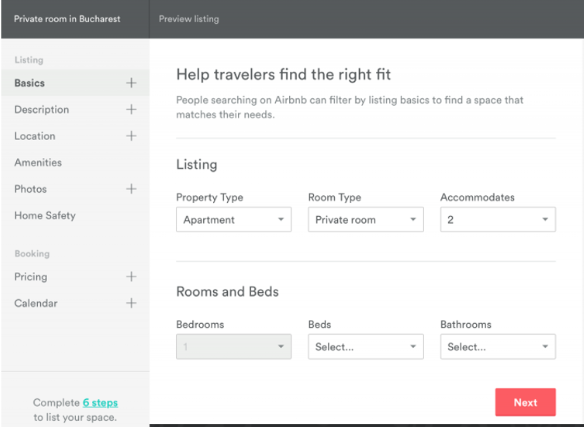 Private room in Bucharest
Preview listing
Listing
Basics
Description
Location
Amenities
Photos
Home Safety
Booking
Pricing
Calendar
Complete 6 steps
to list your space.
Help travelers find the right fit
People searching on Airbnb can filter by listing basics to find a space that
matches their needs.
Listing
Property Type Room Type Accommodates
Apartment Private room 2
Rooms and Beds
Bedrooms Beds Bathrooms
1 Select... Select...
Next